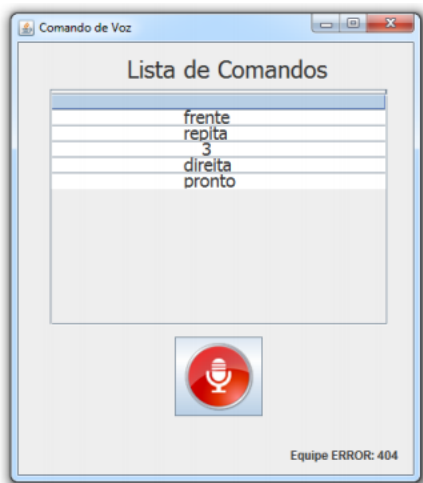 Comando de Voz
Lista de Comandos
frente
repita
3
direita
pronto
Equipe ERROR: 404